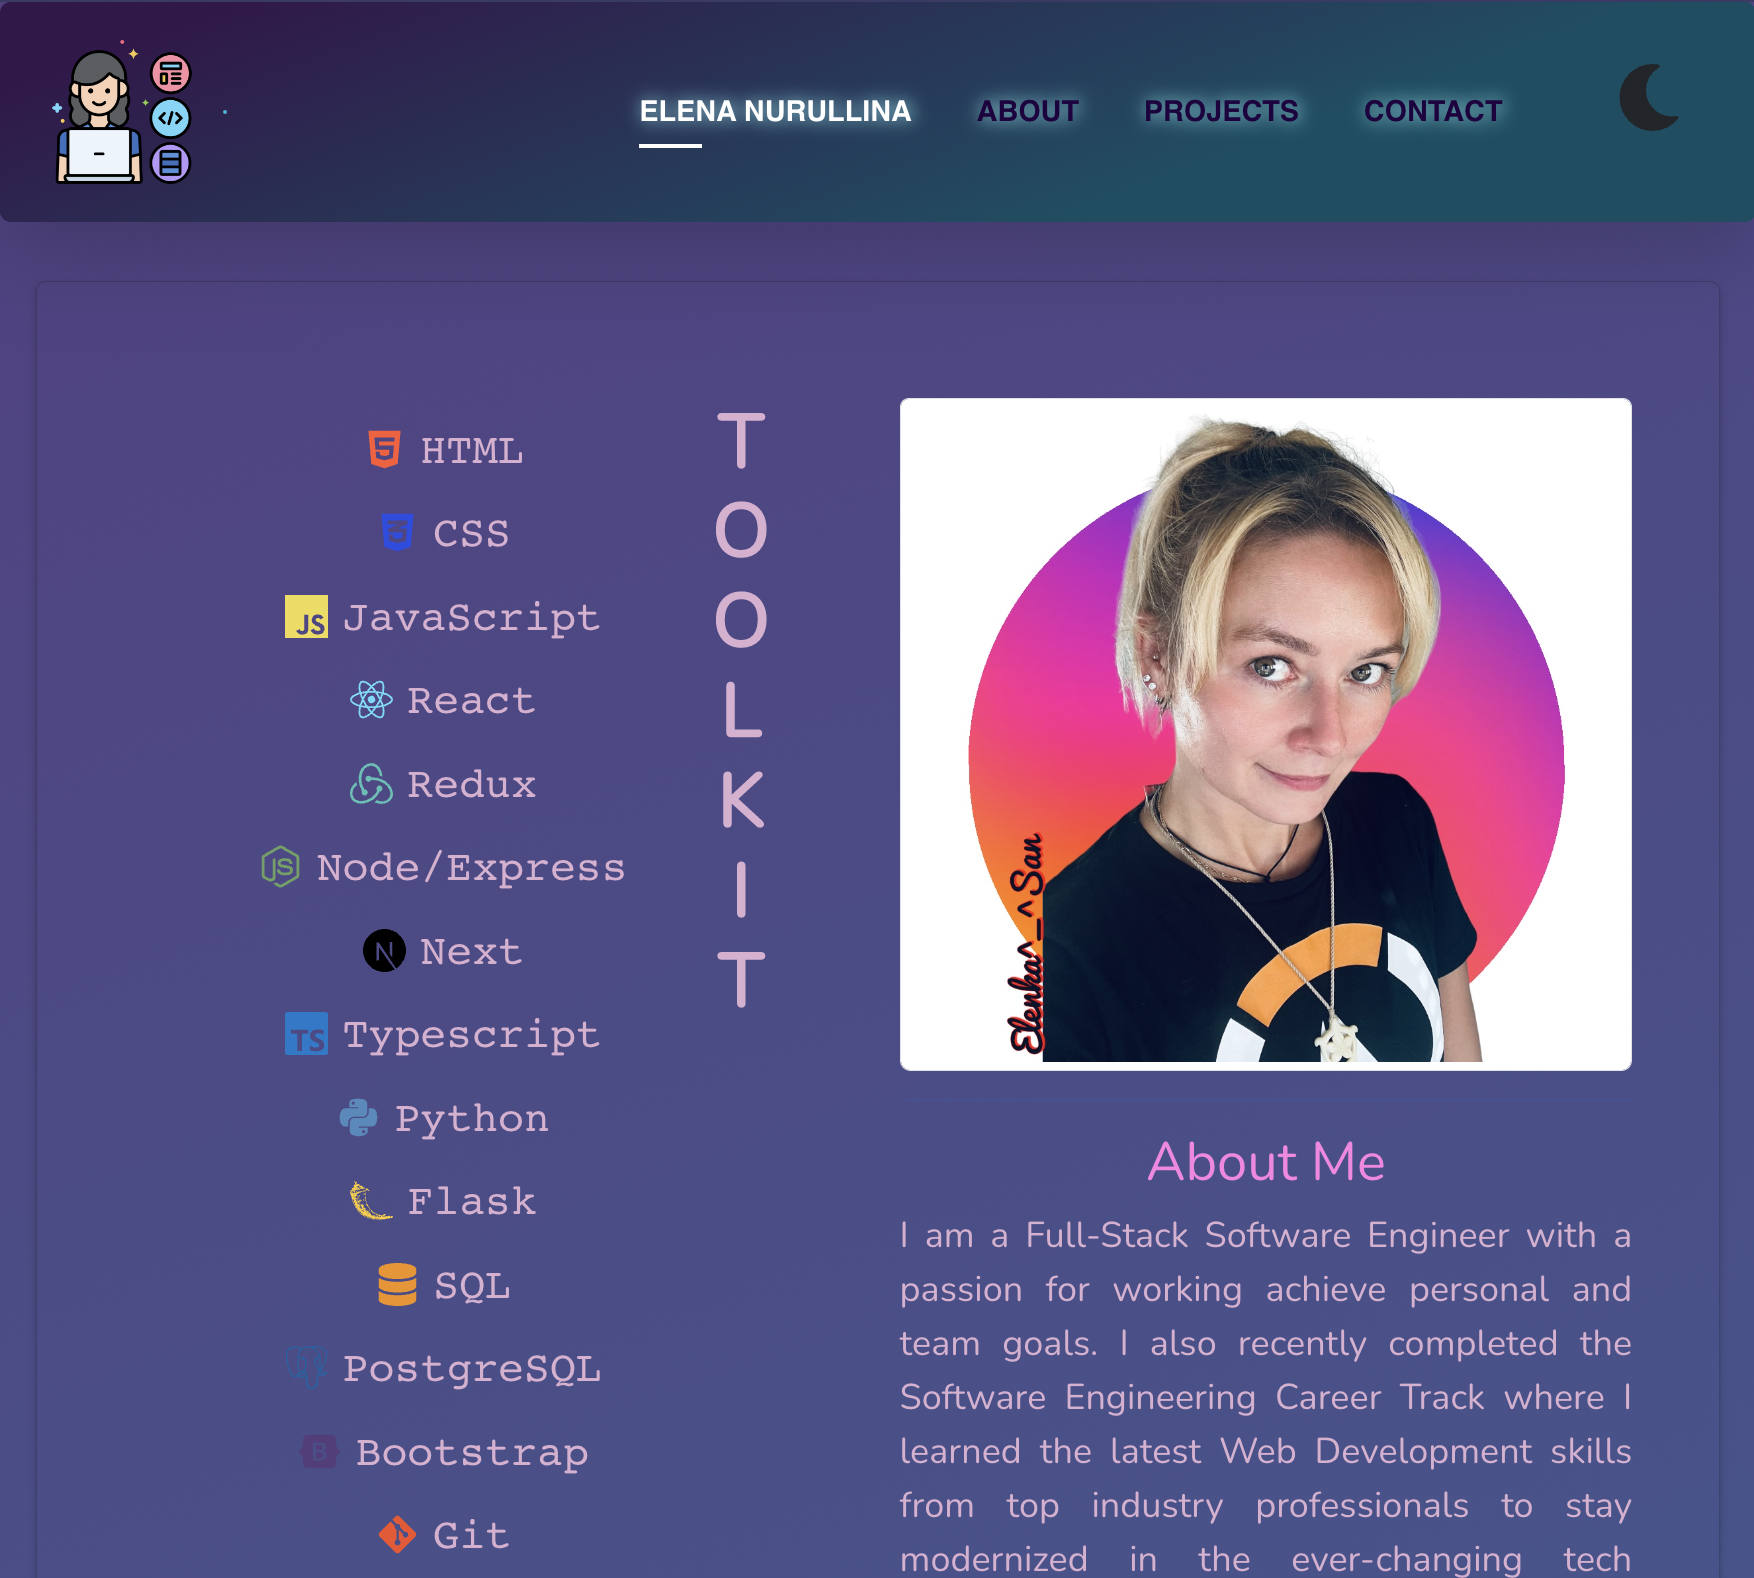 ELENA NURULLINA
ABOUT
PROJECTS
CONTACT
HTML
CSS
JS JavaScript
React
Redux
JS Node/Express
N Next
TS Typescript
Python
Flask
SQL
PostgreSQL
B Bootstrap
Git
T
O
O
L
K
I
T
Elenka^_^San
About Me
I am a Full-Stack Software Engineer with a
passion for working achieve personal and
team goals. I also recently completed the
Software Engineering Career Track where I
learned the latest Web Development skills
from top industry professionals to stay
modernized in the ever-changing tech